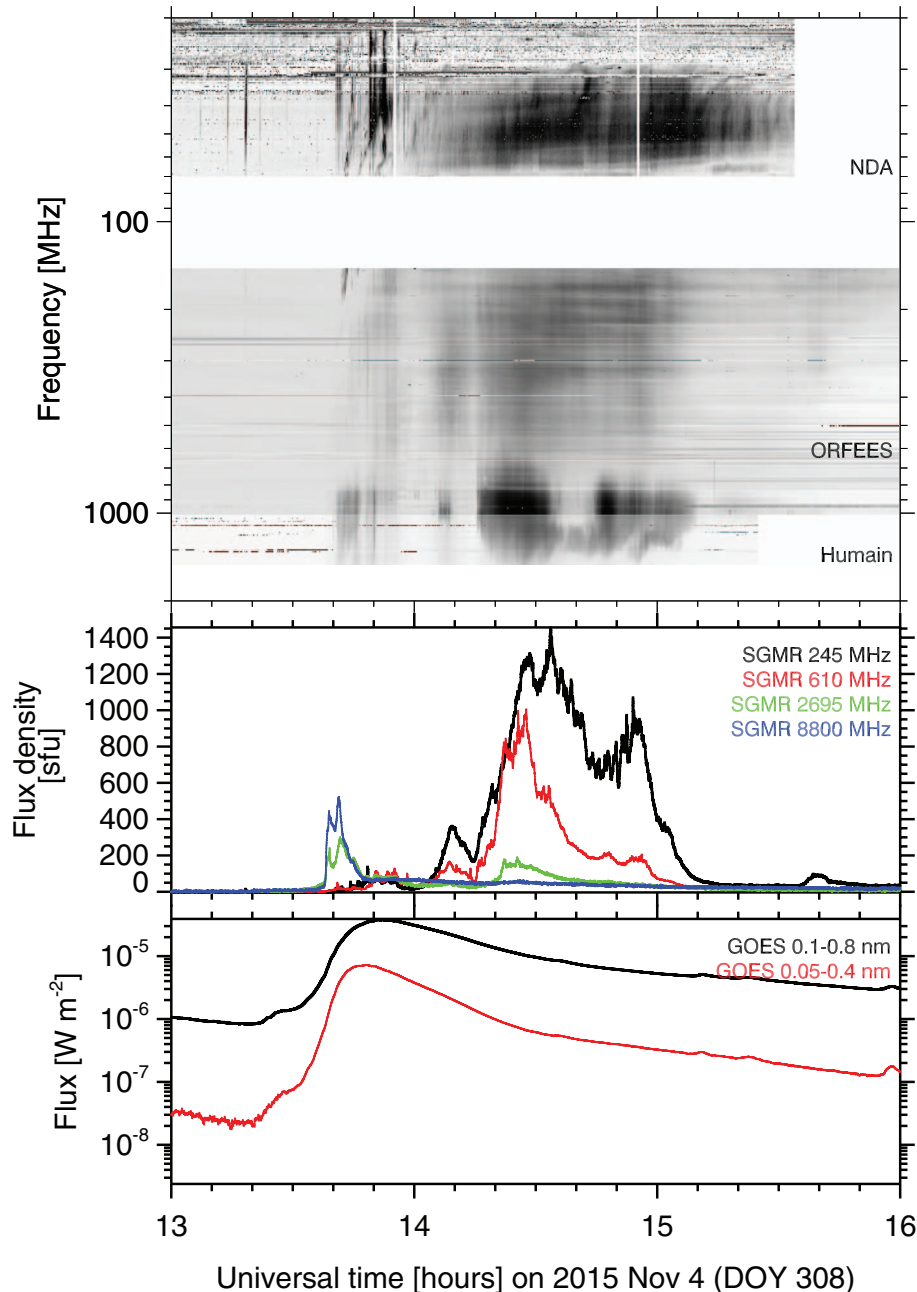 NDA
100
Frequency [MHz]
ORFEES
1000
Humain
1400
1200
1000
800
600
400
200
0
Flux density
[sfu]
SGMR 245 MHz
SGMR 610 MHz
SGMR 2695 MHz
SGMR 8800 MHz
10-5
10-6
10-7
10-8
Flux [W m-2]
GOES 0.1-0.8 nm
GOES 0.05-0.4 nm
13 14 15 16
Universal time [hours] on 2015 Nov 4 (DOY 308)